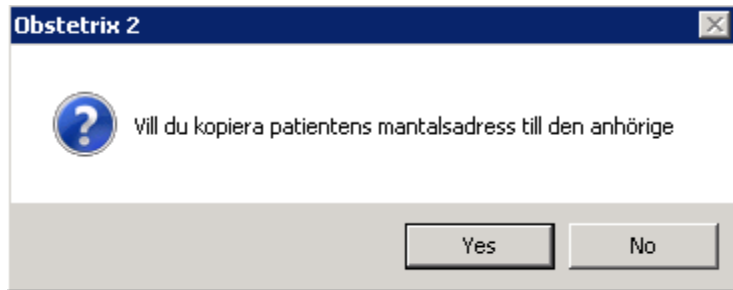 Obstetrix 2
Vill du kopiera patientens mantalsadress till den anhörige
Yes
No